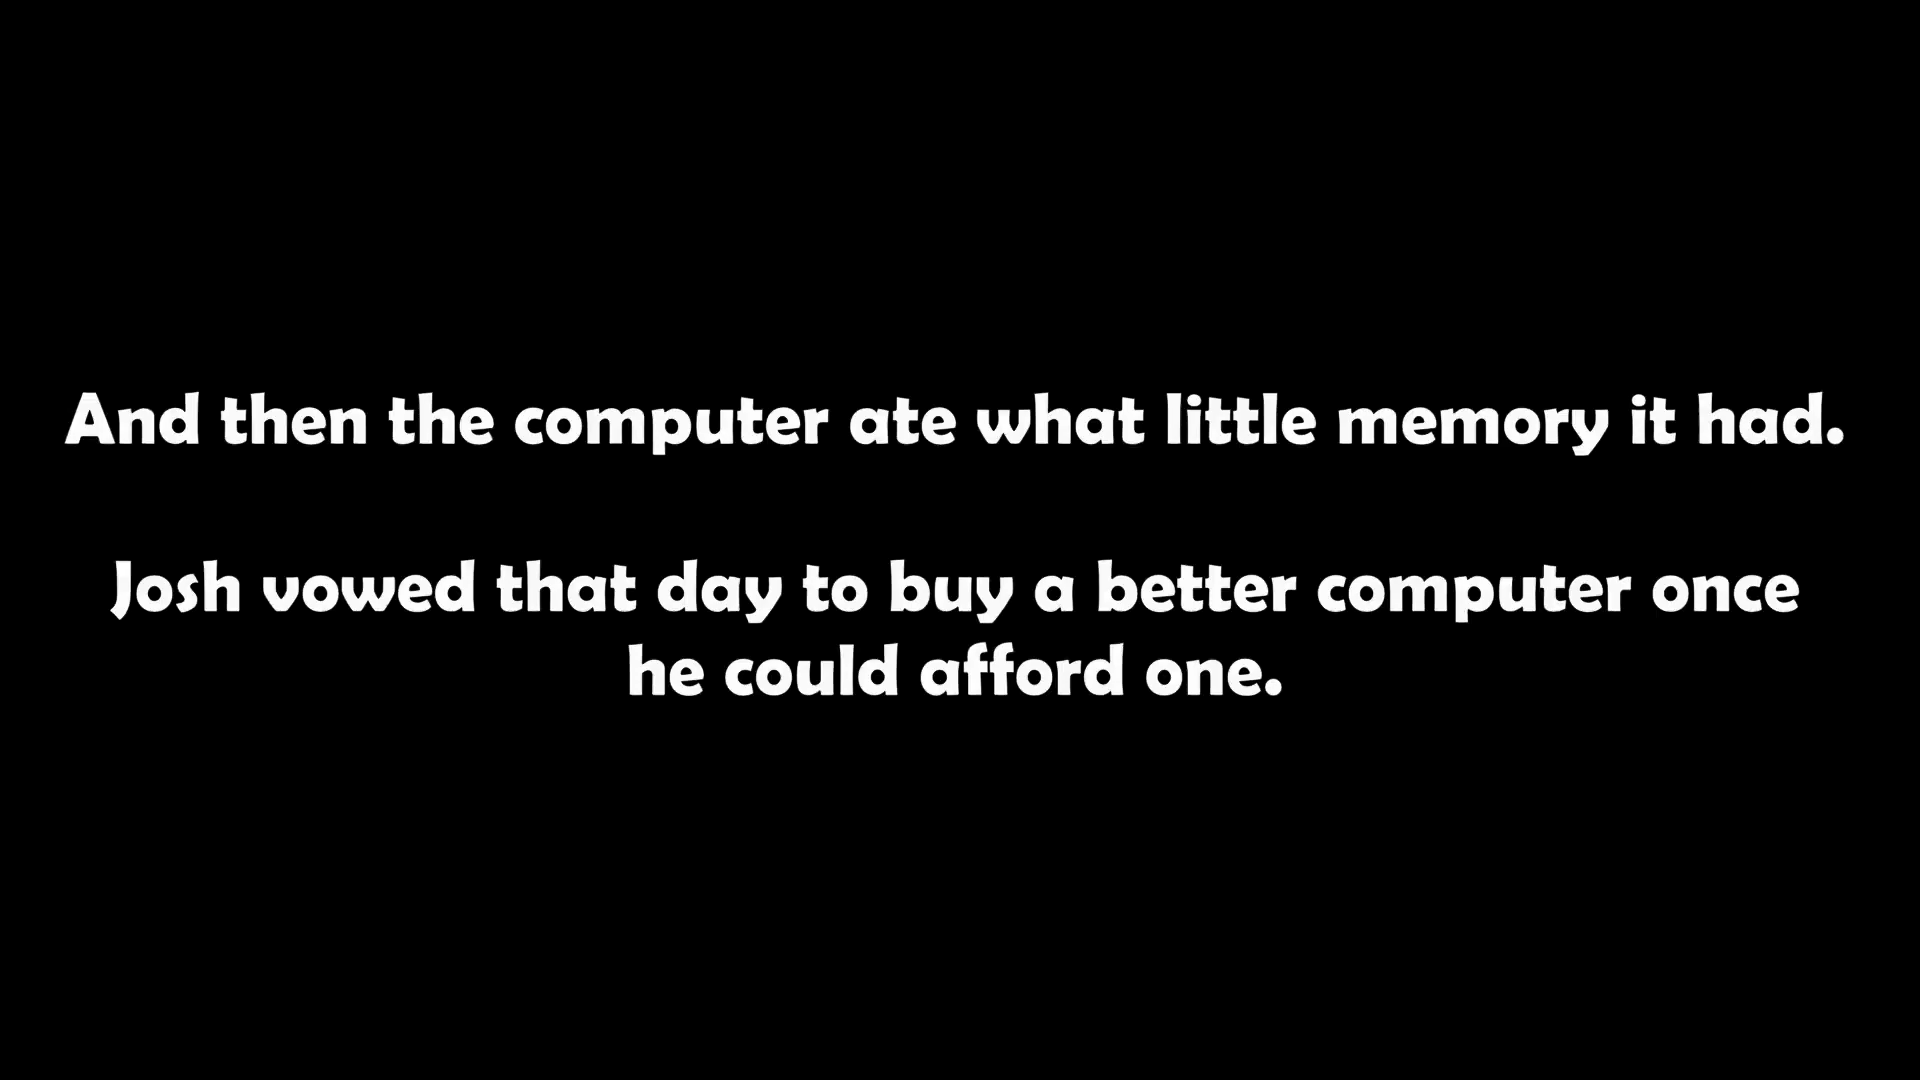 And then the computer ate what little memory it had.
Josh vowed that day to buy a better computer once
he could afford one.